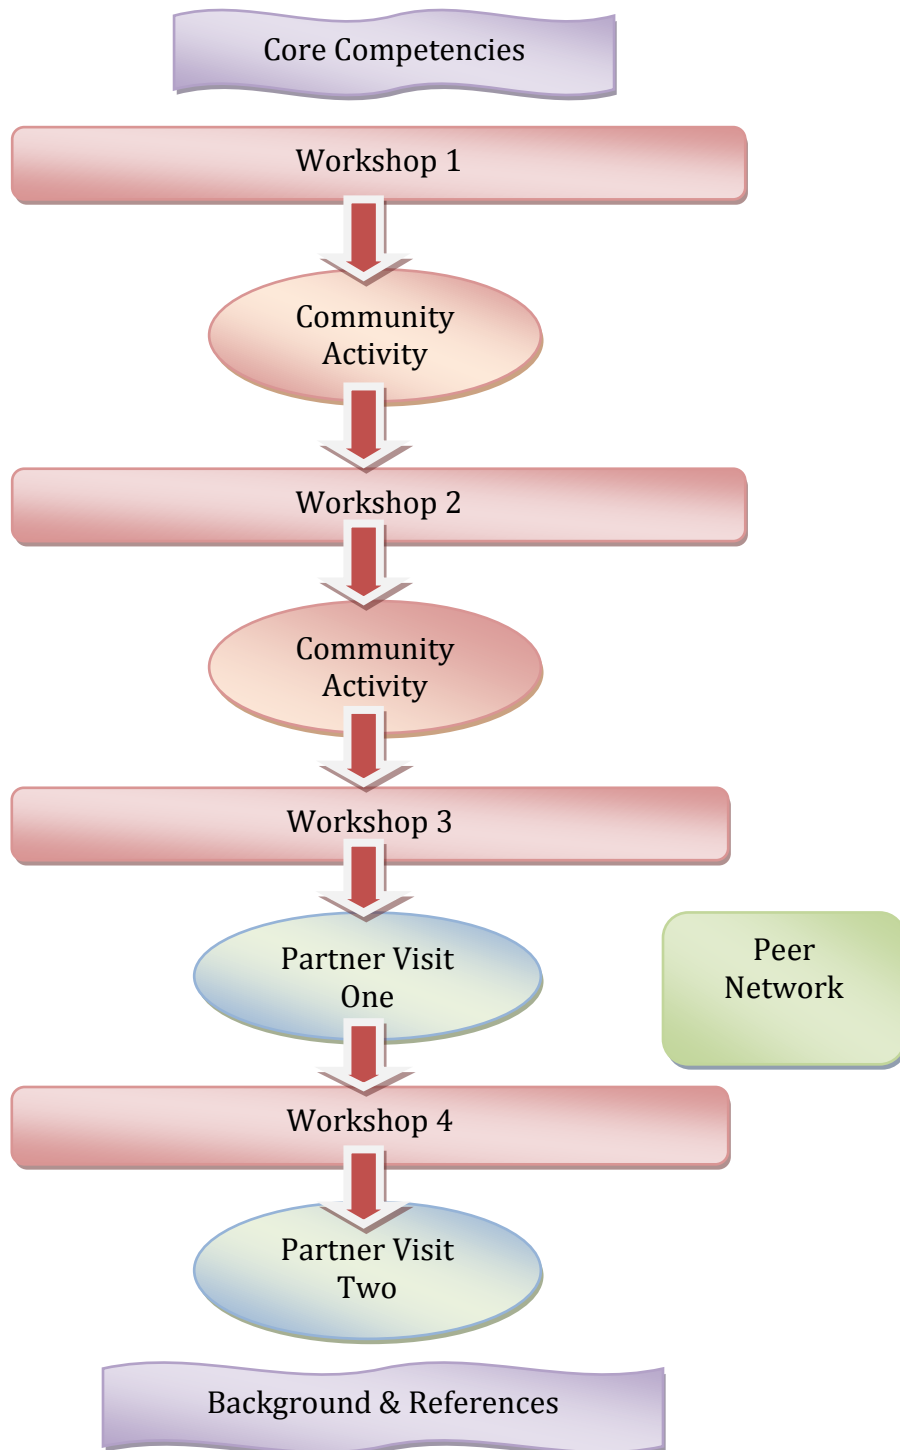 Core Competencies
Workshop 1
Community
Activity
Workshop 2
Community
Activity
Workshop 3
Partner Visit
One
Peer
Network
Workshop 4
Partner Visit
Two
Background & References